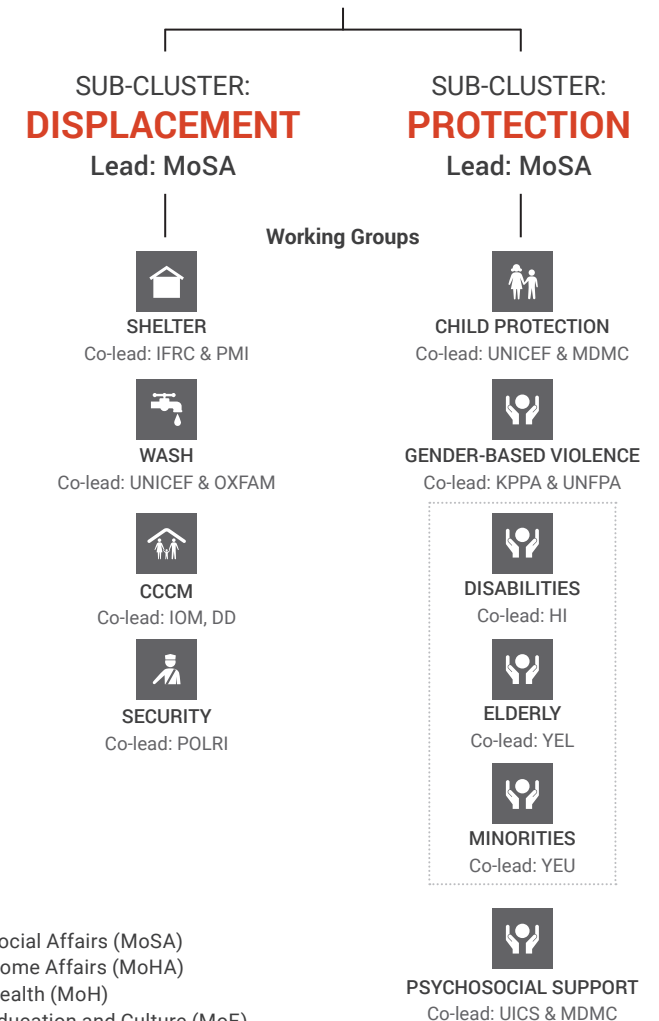 SUB-CLUSTER:
DISPLACEMENT
Lead: MoSA
SUB-CLUSTER:
PROTECTION
Lead: MoSA
Working Groups
SHELTER
Co-lead: IFRC & PMI
WASH
Co-lead: UNICEF & OXFAM
CCCM
Co-lead: IOM, DD
SECURITY
Co-lead: POLRI
CHILD PROTECTION
Co-lead: UNICEF & MDMC
GENDER-BASED VIOLENCE
Co-lead: KPPA & UNFPA
DISABILITIES
Co-lead: HI
ELDERLY
Co-lead: YEL
MINORITIES
Co-lead: YEU
PSYCHOSOCIAL SUPPORT
Co-lead: UICS & MDMC
ocial Affairs (MoSA)
ome Affairs (MoHA)
ealth (MoH)